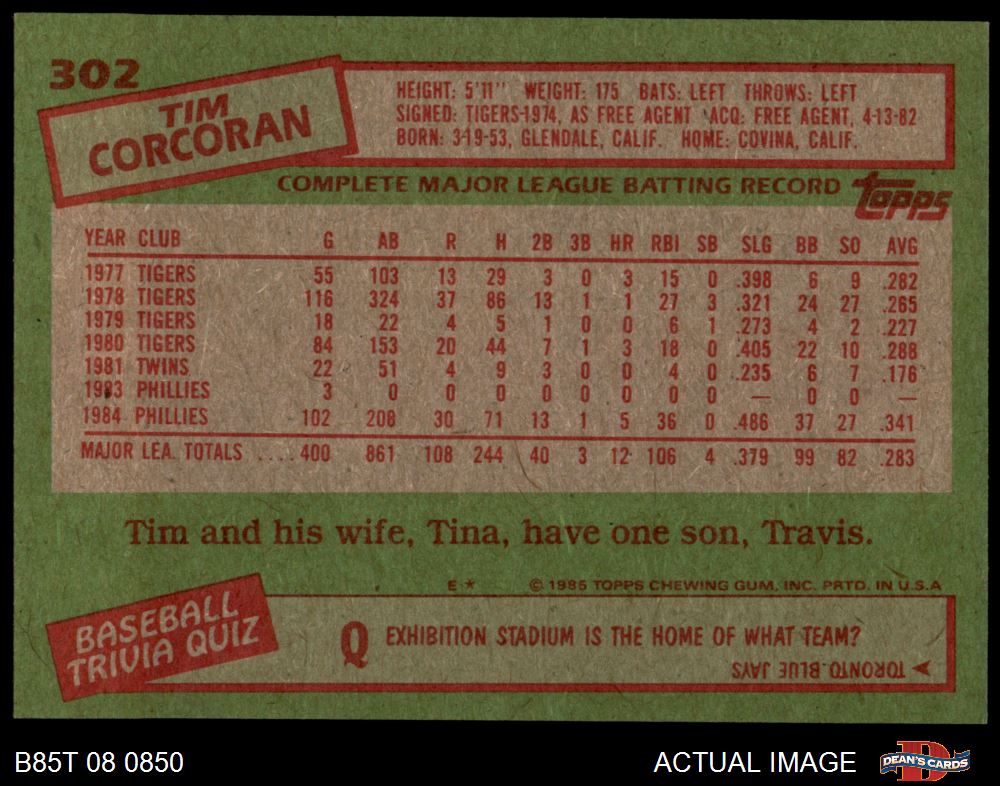 302
TIM
CORCORAN
HEIGHT: 5'11" WEIGHT: 175 BATS: LEFT THROWS: LEFT
SIGNED: TIGERS-1974, AS FREE AGENT ACQ: FREE AGENT, 4-13-82
BORN: 3-19-53, GLENDALE, CALIF. HOME: COVINA, CALIF.
COMPLETE MAJOR LEAGUE BATTING RECORD topps
YEAR CLUB G AB R H 2B 3B HR RBI SB SLG BB SO AVG
1977 TIGERS 55 103 13 29 3 0 3 15 0 .398 6 9 .282
1978 TIGERS 116 324 37 86 13 1 1 27 3 .321 24 27 .265
1979 TIGERS 18 22 4 5 1 0 0 6 1 .273 4 2 .227
1980 TIGERS 84 153 20 44 7 1 3 18 0 .405 22 10 .288
1981 TWINS 22 51 4 9 3 0 0 4 0 .235 6 7 .176
1983 PHILLIES 3 0 0 0 0 0 0 0 0 — 0 0 —
1984 PHILLIES 102 208 30 71 13 1 5 36 0 .486 37 27 .341
MAJOR LEA. TOTALS .... 400 861 108 244 40 3 12 106 4 .379 99 82 .283
Tim and his wife, Tina, have one son, Travis.
E* © 1985 TOPPS CHEWING GUM, INC. PRTD. IN U.S.A
BASEBALL
TRIVIA QUIZ
Q EXHIBITION STADIUM IS THE HOME OF WHAT TEAM?
TORONTO BLUE JAYS
B85T 08 0850 ACTUAL IMAGE DEAN'S CARDS